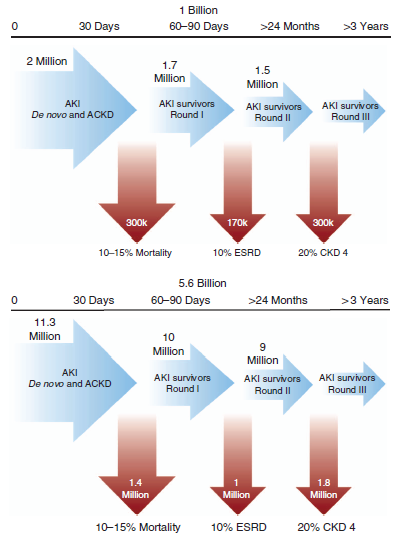 1 Billion
0 30 Days 60–90 Days >24 Months >3 Years
2 Million
1.7
Million
1.5
Million
AKI
De novo and ACKD
AKI survivors
Round I
AKI survivors
Round II
AKI survivors
Round III
300k
170k
300k
10–15% Mortality 10% ESRD 20% CKD 4
5.6 Billion
0 30 Days 60–90 Days >24 Months >3 Years
11.3
Million
10
Million
9
Million
AKI
De novo and ACKD
AKI survivors
Round I
AKI survivors
Round II
AKI survivors
Round III
1.4
Million
1
Million
1.8
Million
10–15% Mortality 10% ESRD 20% CKD 4